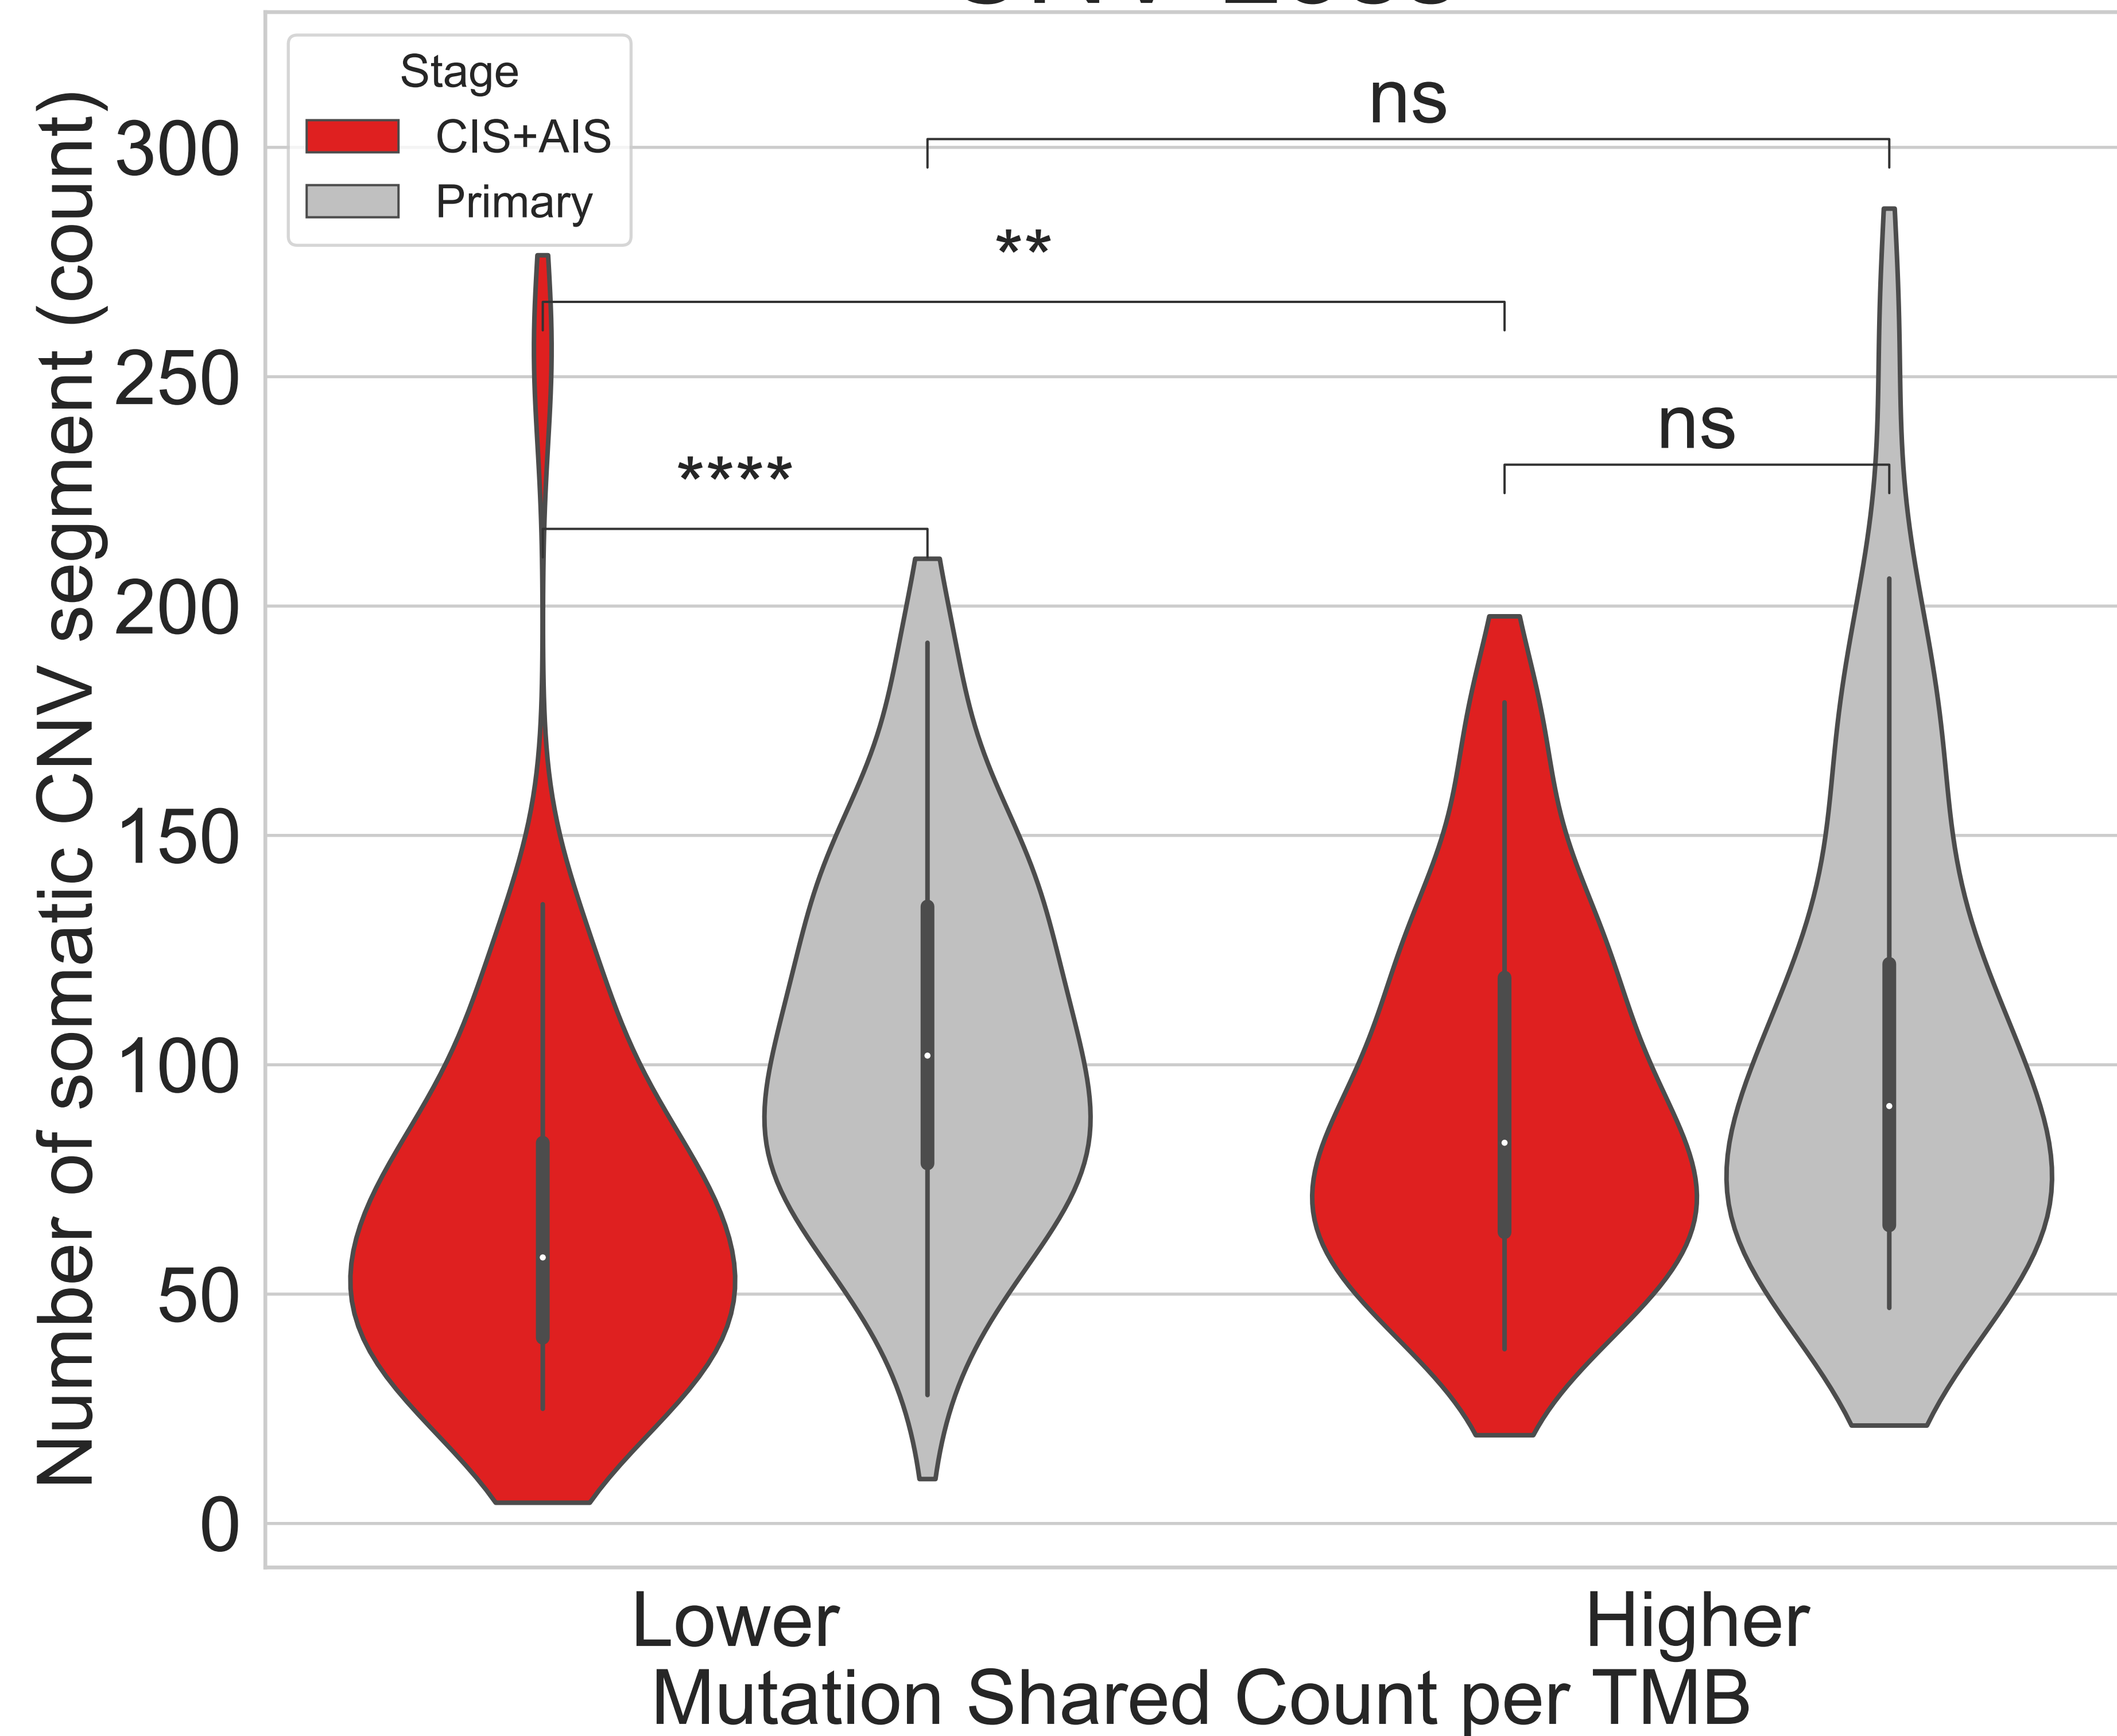 Stage
CIS+AIS
Primary
ns
**
****
ns
Number of somatic CNV segment (count)
300
250
200
150
100
50
0
Lower
Higher
Mutation Shared Count per TMB